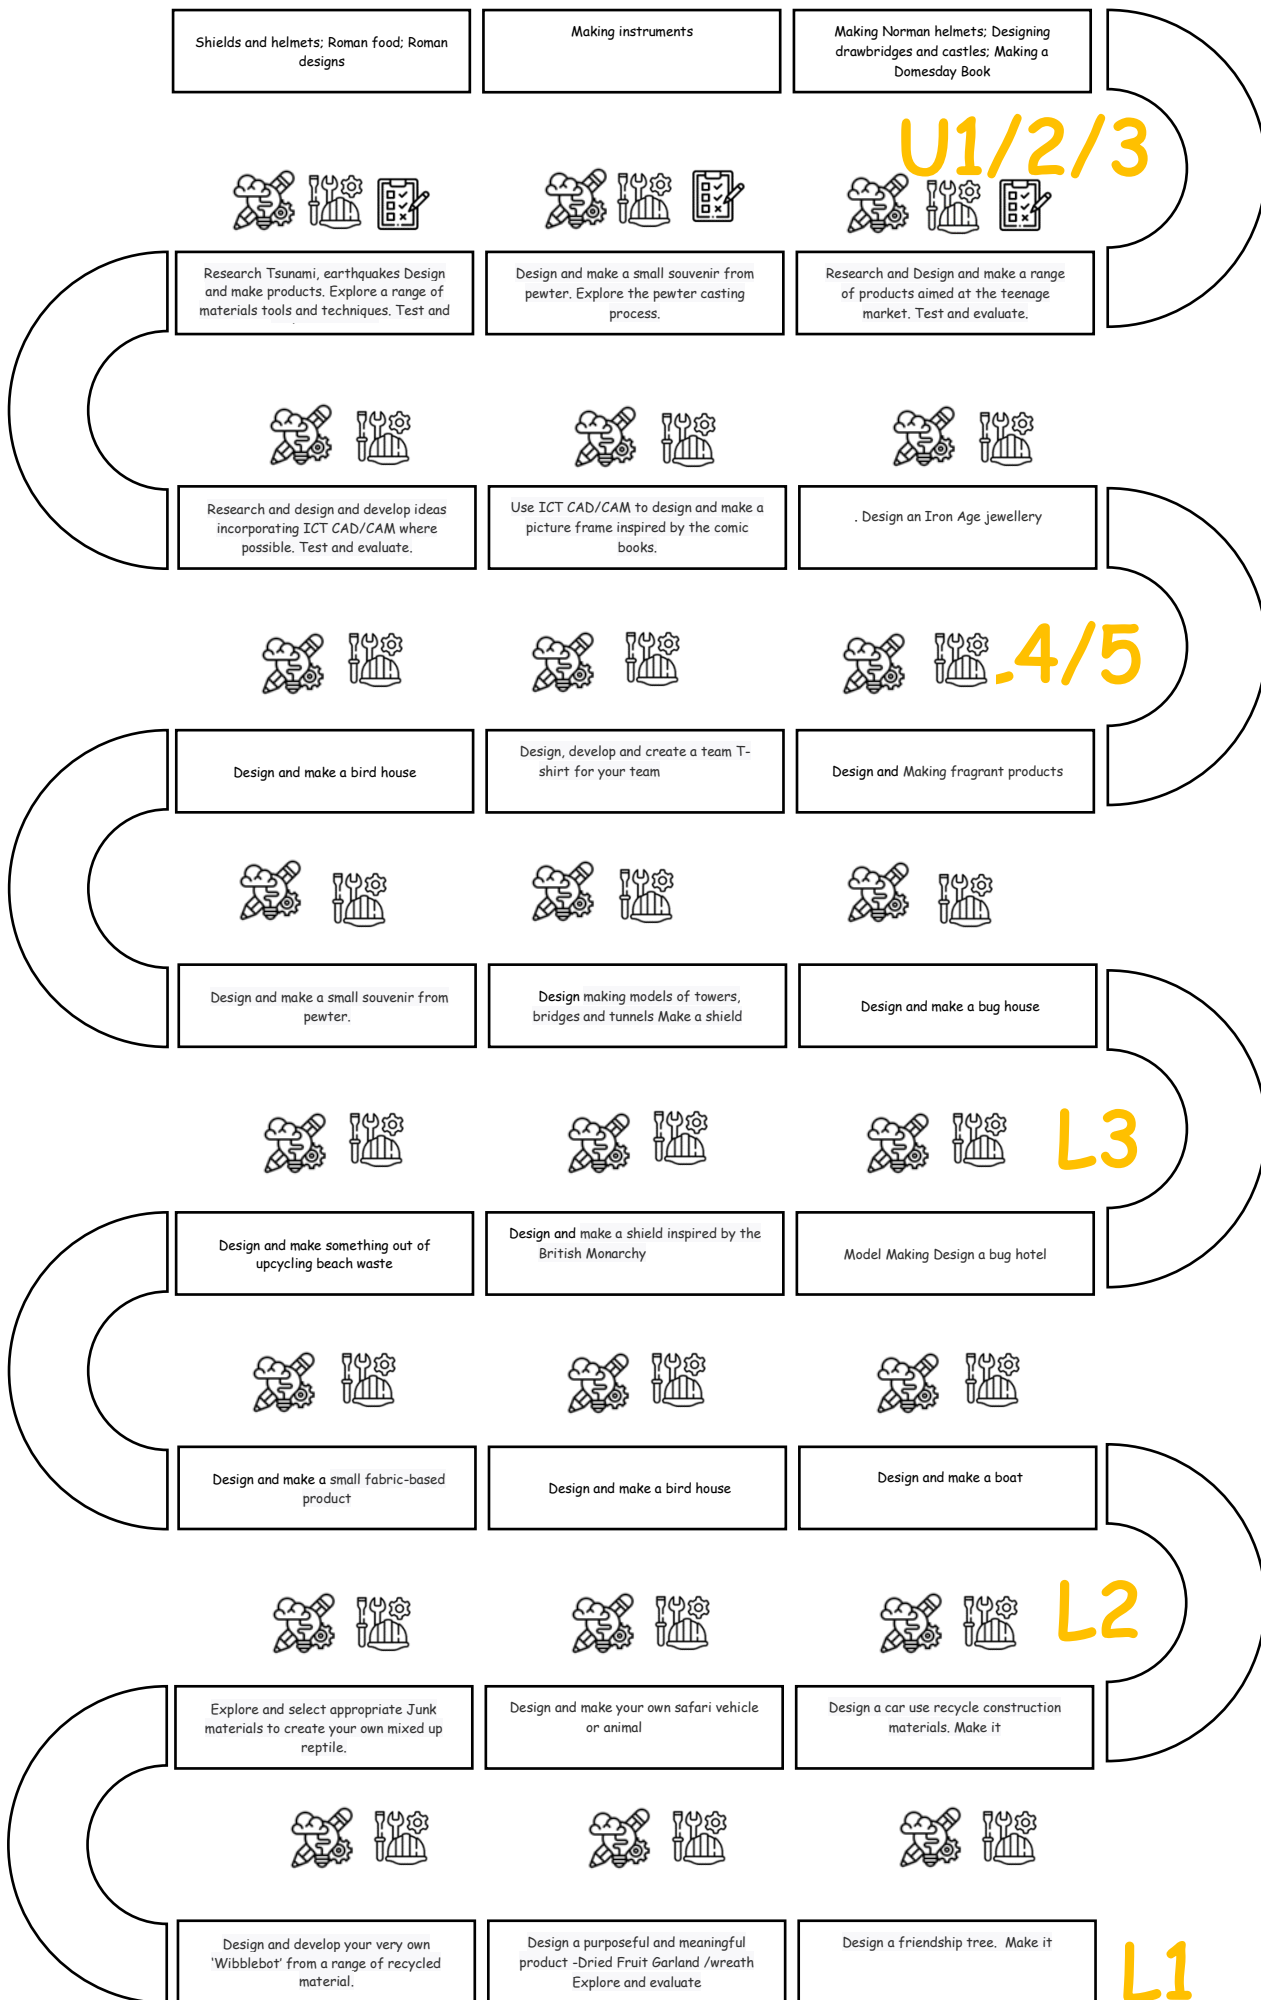 Shields and helmets; Roman food; Roman
designs
Making instruments
Making Norman helmets; Designing
drawbridges and castles; Making a
Domesday Book
U1/2/3
Research Tsunami, earthquakes Design
and make products. Explore a range of
materials tools and techniques. Test and
Design and make a small souvenir from
pewter. Explore the pewter casting
process.
Research and Design and make a range
of products aimed at the teenage
market. Test and evaluate.
Research and design and develop ideas
incorporating ICT CAD/CAM where
possible. Test and evaluate.
Use ICT CAD/CAM to design and make a
picture frame inspired by the comic
books.
. Design an Iron Age jewellery
4/5
Design and make a bird house
Design, develop and create a team T-
shirt for your team
Design and Making fragrant products
Design and make a small souvenir from
pewter.
Design making models of towers,
bridges and tunnels Make a shield
Design and make a bug house
L3
Design and make something out of
upcycling beach waste
Design and make a shield inspired by the
British Monarchy
Model Making Design a bug hotel
Design and make a small fabric-based
product
Design and make a bird house
Design and make a boat
L2
Explore and select appropriate Junk
materials to create your own mixed up
reptile.
Design and make your own safari vehicle
or animal
Design a car use recycle construction
materials. Make it
Design and develop your very own
'Wibblebot' from a range of recycled
material.
Design a purposeful and meaningful
product -Dried Fruit Garland /wreath
Explore and evaluate
Design a friendship tree.  Make it
L1